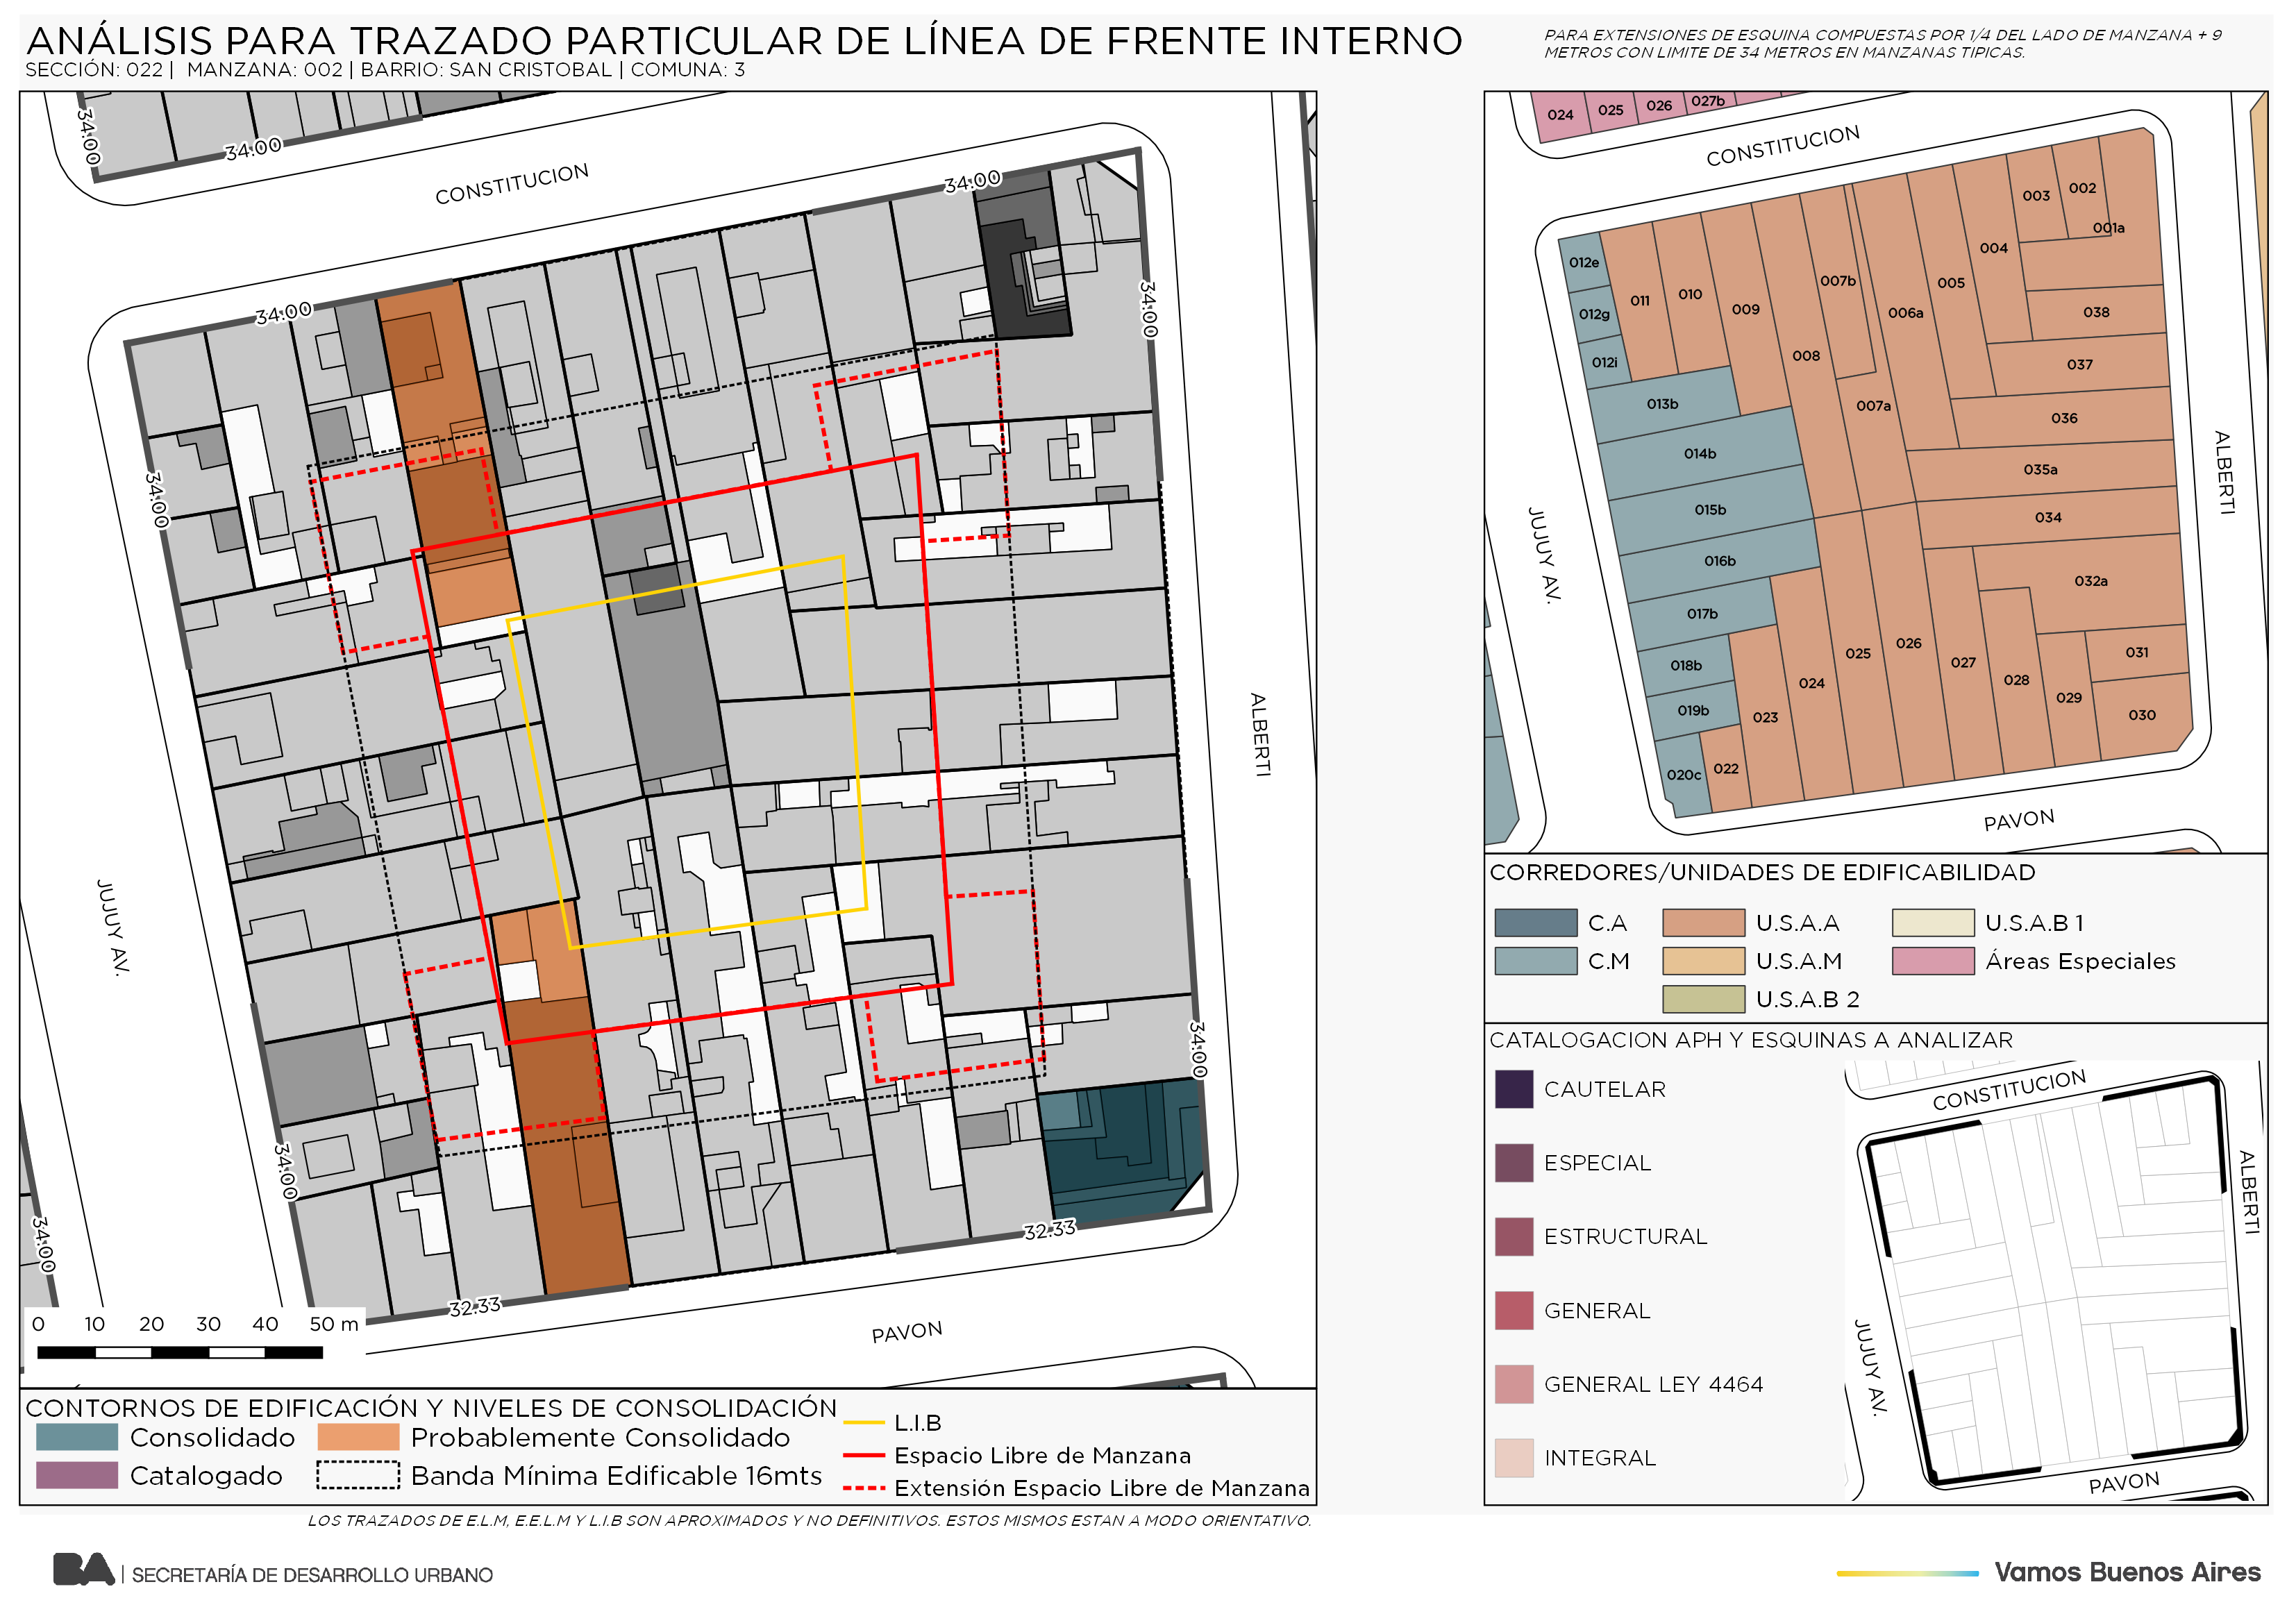 ANÁLISIS PARA TRAZADO PARTICULAR DE LÍNEA DE FRENTE INTERNO
SECCIÓN: 022 | MANZANA: 002 | BARRIO: SAN CRISTOBAL | COMUNA: 3
PARA EXTENSIONES DE ESQUINA COMPUESTAS POR 1/4 DEL LADO DE MANZANA + 9
METROS CON LIMITE DE 34 METROS EN MANZANAS TIPICAS.
34.00
34.00
CONSTITUCION
34.00
34.00
34.00
34.00
ALBERTI
JUJUY AV.
34.00
34.00
34.00
32.33
32.33
PAVON
0 10 20 30 40 50 m
CONTORNOS DE EDIFICACIÓN Y NIVELES DE CONSOLIDACIÓN
Consolidado
Probablemente Consolidado
Catalogado
Banda Mínima Edificable 16mts
L.I.B
Espacio Libre de Manzana
Extensión Espacio Libre de Manzana
LOS TRAZADOS DE E.L.M, E.E.L.M Y L.I.B SON APROXIMADOS Y NO DEFINITIVOS. ESTOS MISMOS ESTAN A MODO ORIENTATIVO.
024
025
026
027b
CONSTITUCION
003
002
001a
012e
004
011
010
007b
005
009
006a
012g
038
008
012i
037
013b
007a
036
014b
035a
015b
034
016b
032a
017b
026
031
025
018b
027
028
024
029
019b
023
030
022
020c
JUJUY AV.
ALBERTI
PAVON
CORREDORES/UNIDADES DE EDIFICABILIDAD
C.A
U.S.A.A
U.S.A.B 1
C.M
U.S.A.M
Áreas Especiales
U.S.A.B 2
CATALOGACION APH Y ESQUINAS A ANALIZAR
CAUTELAR
ESPECIAL
ESTRUCTURAL
GENERAL
GENERAL LEY 4464
INTEGRAL
CONSTITUCION
ALBERTI
JUJUY AV.
PAVON
BA | SECRETARÍA DE DESARROLLO URBANO
Vamos Buenos Aires